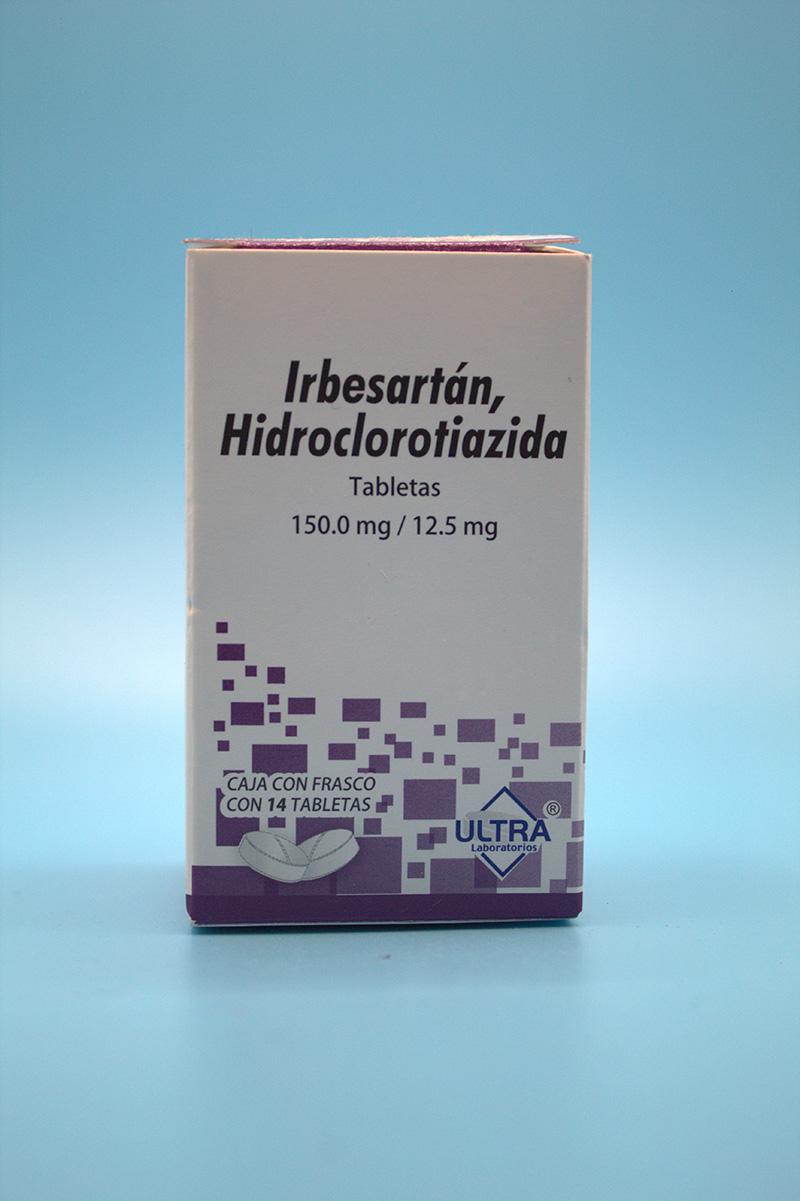 Irbesartán,
Hidroclorotiazida
Tabletas
150.0 mg / 12.5 mg
CAJA CON FRASCO
CON 14 TABLETAS
ULTRA®
Laboratorios